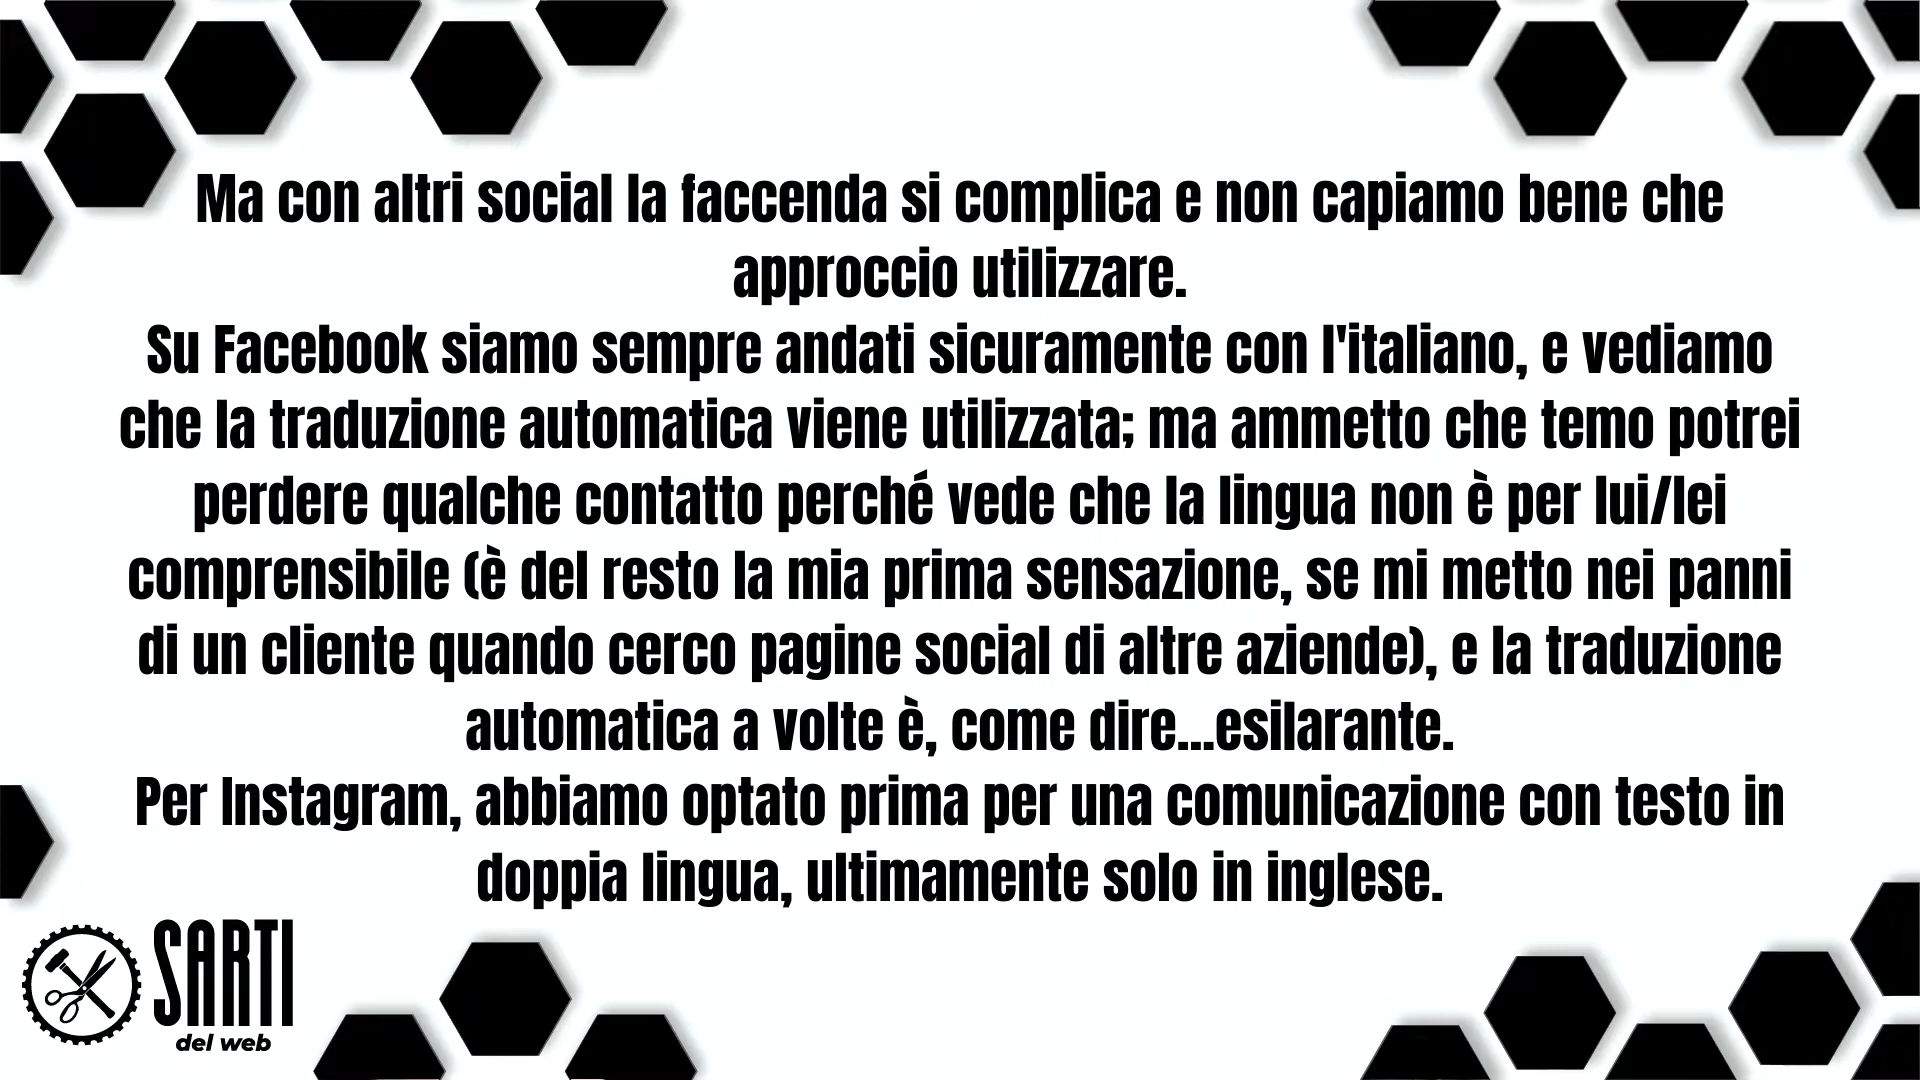 Ma con altri social la faccenda si complica e non capiamo bene che
approccio utilizzare.
Su Facebook siamo sempre andati sicuramente con l'italiano, e vediamo
che la traduzione automatica viene utilizzata; ma ammetto che temo potrei
perdere qualche contatto perché vede che la lingua non è per lui/lei
comprensibile (è del resto la mia prima sensazione, se mi metto nei panni
di un cliente quando cerco pagine social di altre aziende), e la traduzione
automatica a volte è, come dire...esilarante.
Per Instagram, abbiamo optato prima per una comunicazione con testo in
doppia lingua, ultimamente solo in inglese.
SARTI
del web